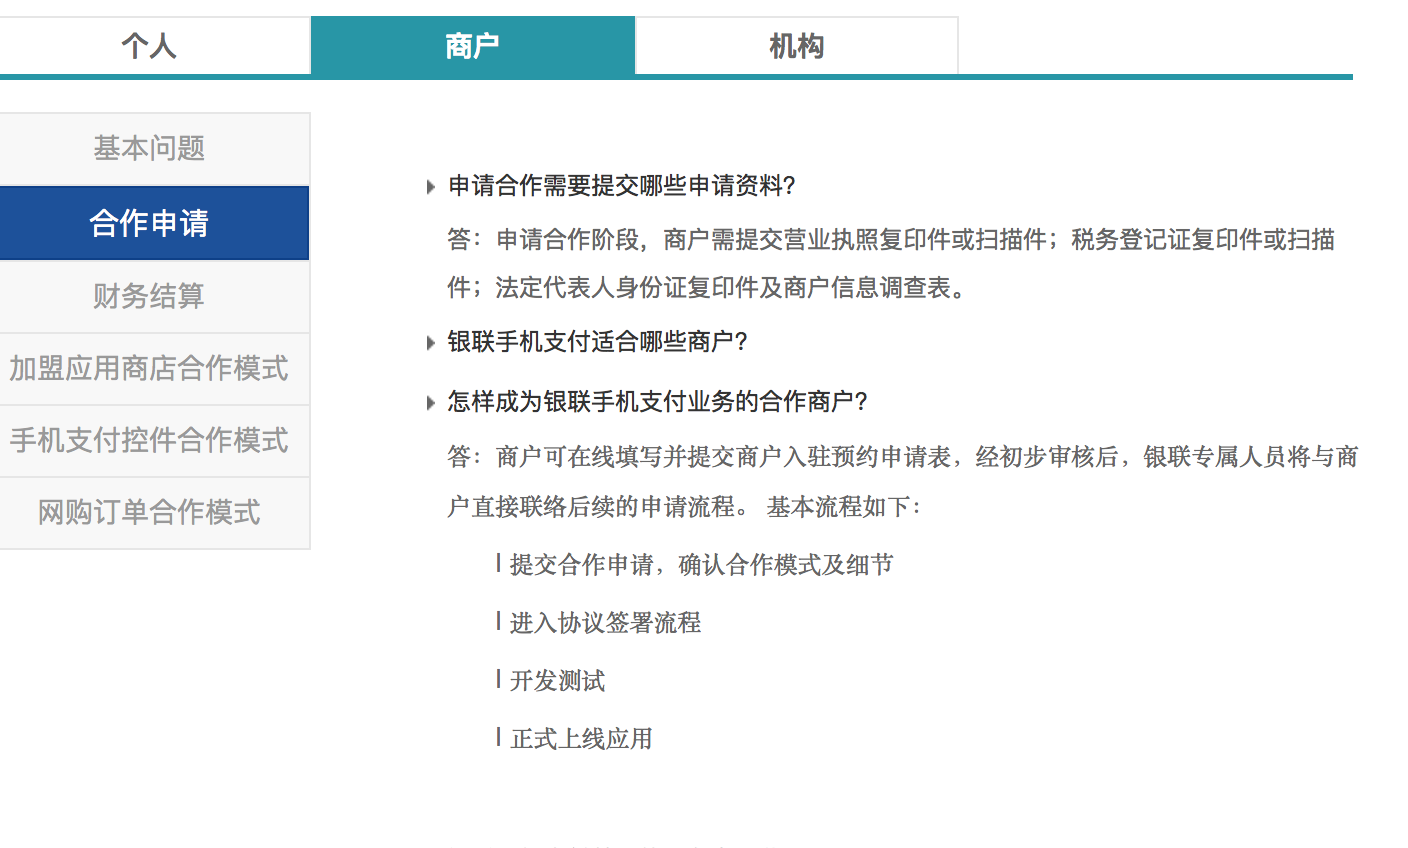 个人
商户
机构
基本问题
合作申请
财务结算
加盟应用商店合作模式
手机支付控件合作模式
网购订单合作模式
申请合作需要提交哪些申请资料？
答：申请合作阶段，商户需提交营业执照复印件或扫描件；税务登记证复印件或扫描
件；法定代表人身份证复印件及商户信息调查表。
银联手机支付适合哪些商户？
怎样成为银联手机支付业务的合作商户？
答：商户可在线填写并提交商户入驻预约申请表，经初步审核后，银联专属人员将与商
户直接联络后续的申请流程。 基本流程如下：
l 提交合作申请，确认合作模式及细节
l 进入协议签署流程
l 开发测试
l 正式上线应用